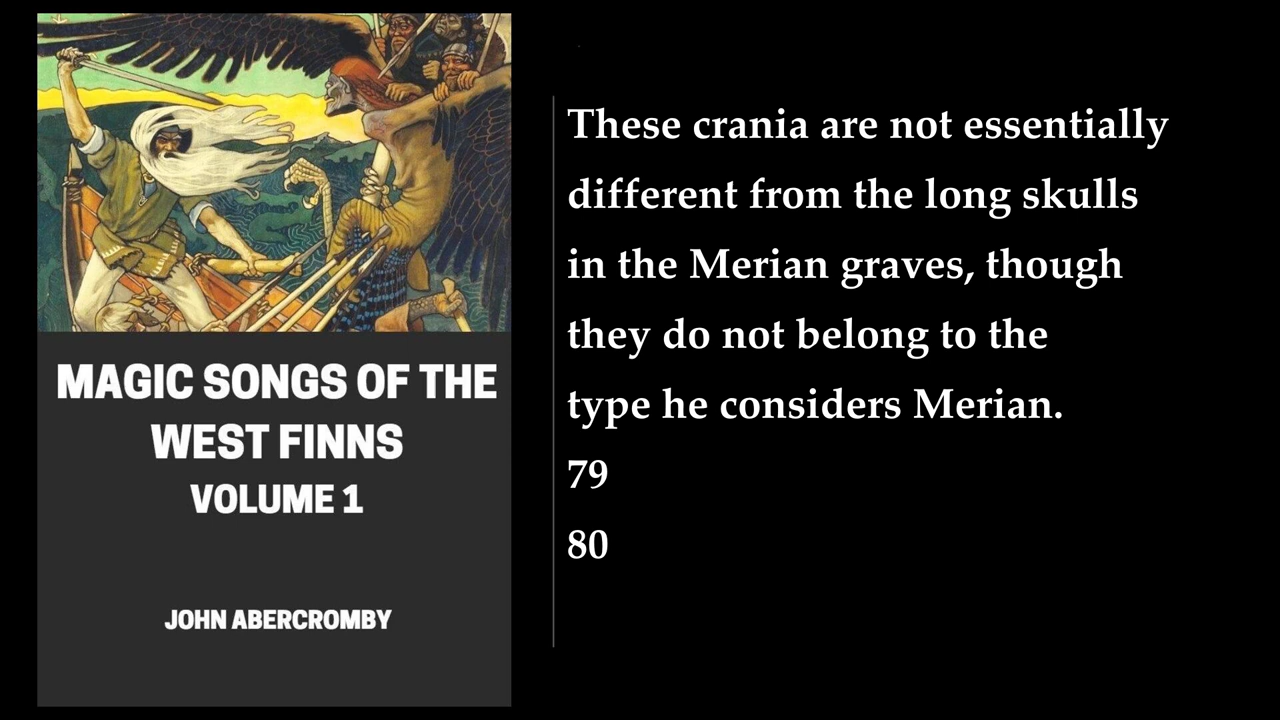 MAGIC SONGS OF THE
WEST FINNS
VOLUME 1
JOHN ABERCROMBY
These crania are not essentially
different from the long skulls
in the Merian graves, though
they do not belong to the
type he considers Merian.
79
80